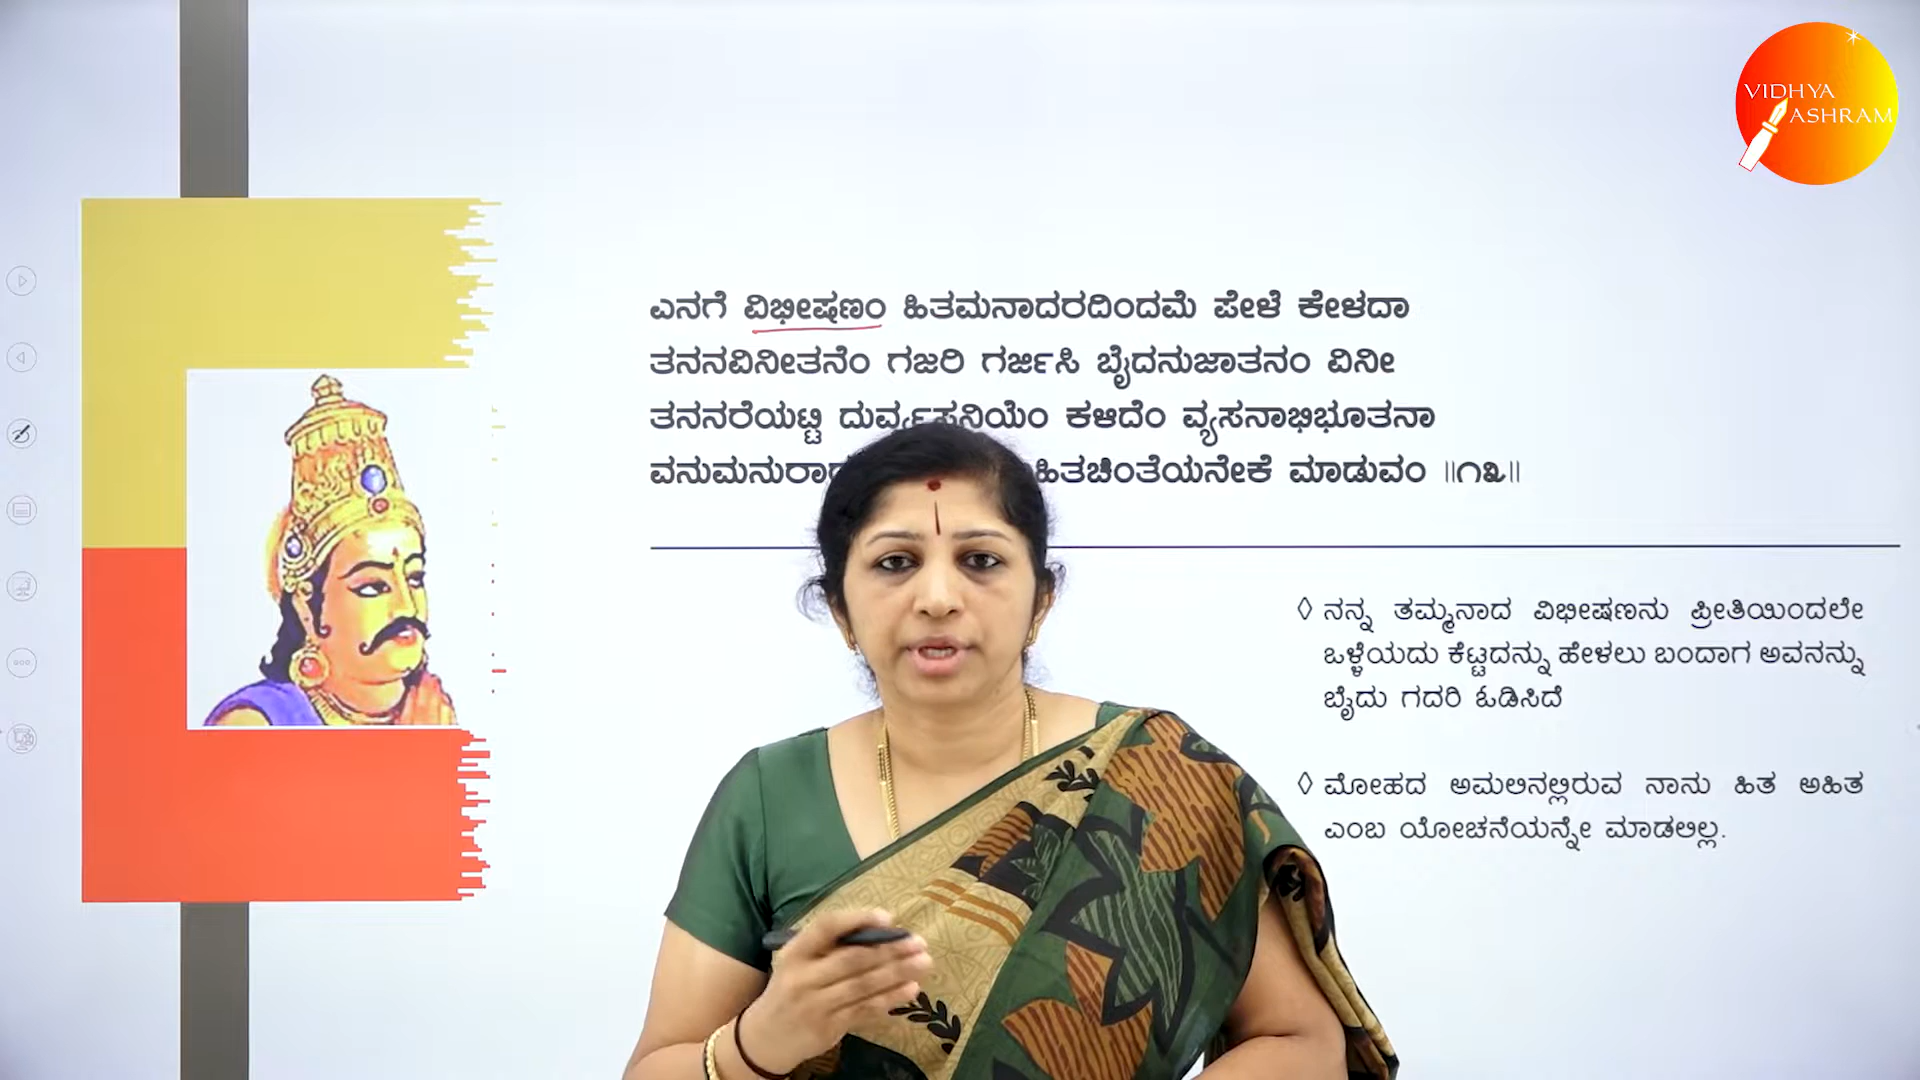 VIDHYA
ASHRAM
ಎನಗೆ ವಿಭೀಷಣಂ ಹಿತಮನಾದರದಿಂದಮೆ ಪೇಳೆ ಕೇಳದಾ
ತನನವಿನೀತನೆಂ ಗಜರಿ ಗರ್ಜಿಸಿ ಬೈದನುಜಾತನಂ ವಿನೀ
ತನನರೆಯಟ್ಟಿ ದುರ್ವ್ಯಸನಿಯೆಂ ಕಳಿದೆಂ ವ್ಯಸನಾಭಿಭೂತನಾ
ಹಿತಚಿಂತೆಯನೇಕೆ ಮಾಡುವಂ ॥೧೩॥
◊ ನನ್ನ ತಮ್ಮನಾದ ವಿಭೀಷಣನು ಪ್ರೀತಿಯಿಂದಲೇ
ಒಳ್ಳೆಯದು ಕೆಟ್ಟದನ್ನು ಹೇಳಲು ಬಂದಾಗ ಅವನನ್ನು
ಬೈದು ಗದರಿ ಓಡಿಸಿದೆ
◊ ಮೋಹದ ಅಮಲಿನಲ್ಲಿರುವ ನಾನು ಹಿತ ಅಹಿತ
ಎಂಬ ಯೋಚನೆಯನ್ನೇ ಮಾಡಲಿಲ್ಲ.